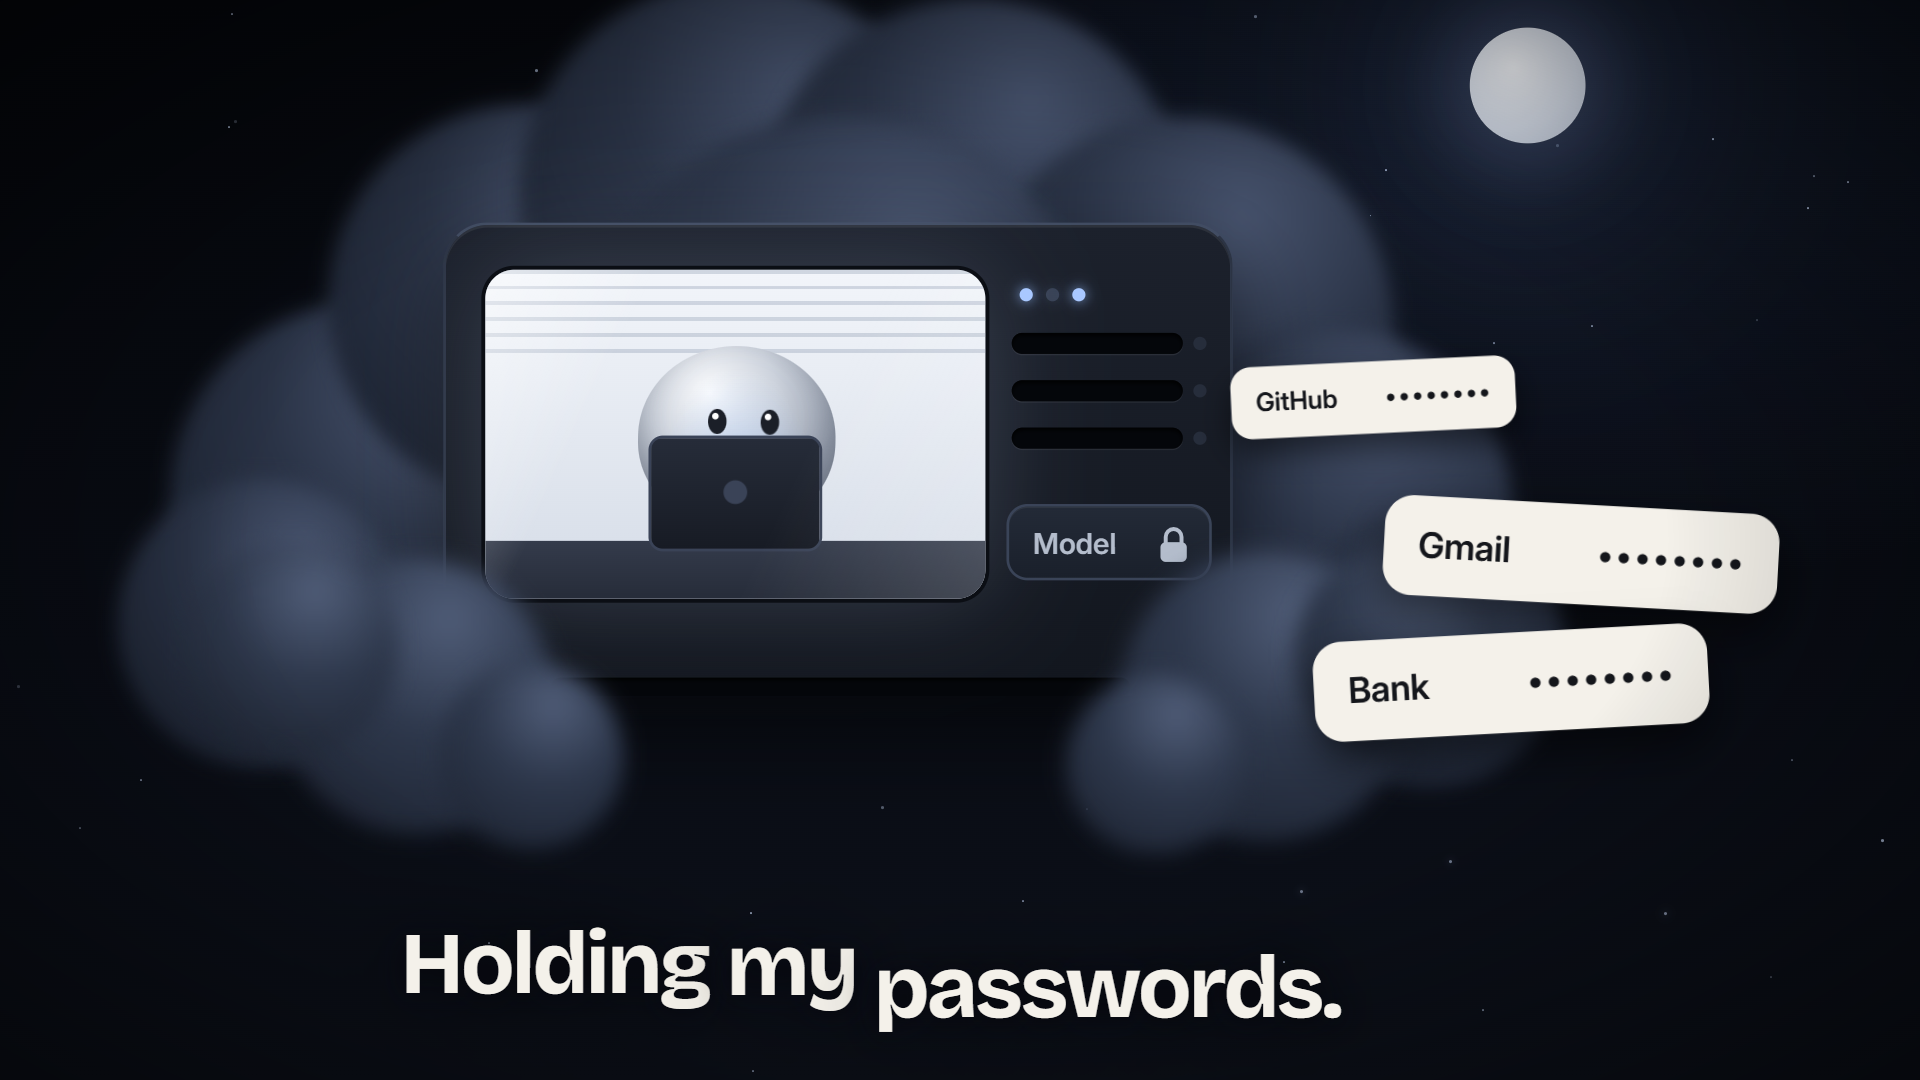 GitHub ••••••••
Model
Gmail ••••••••
Bank ••••••••
Holding my passwords.